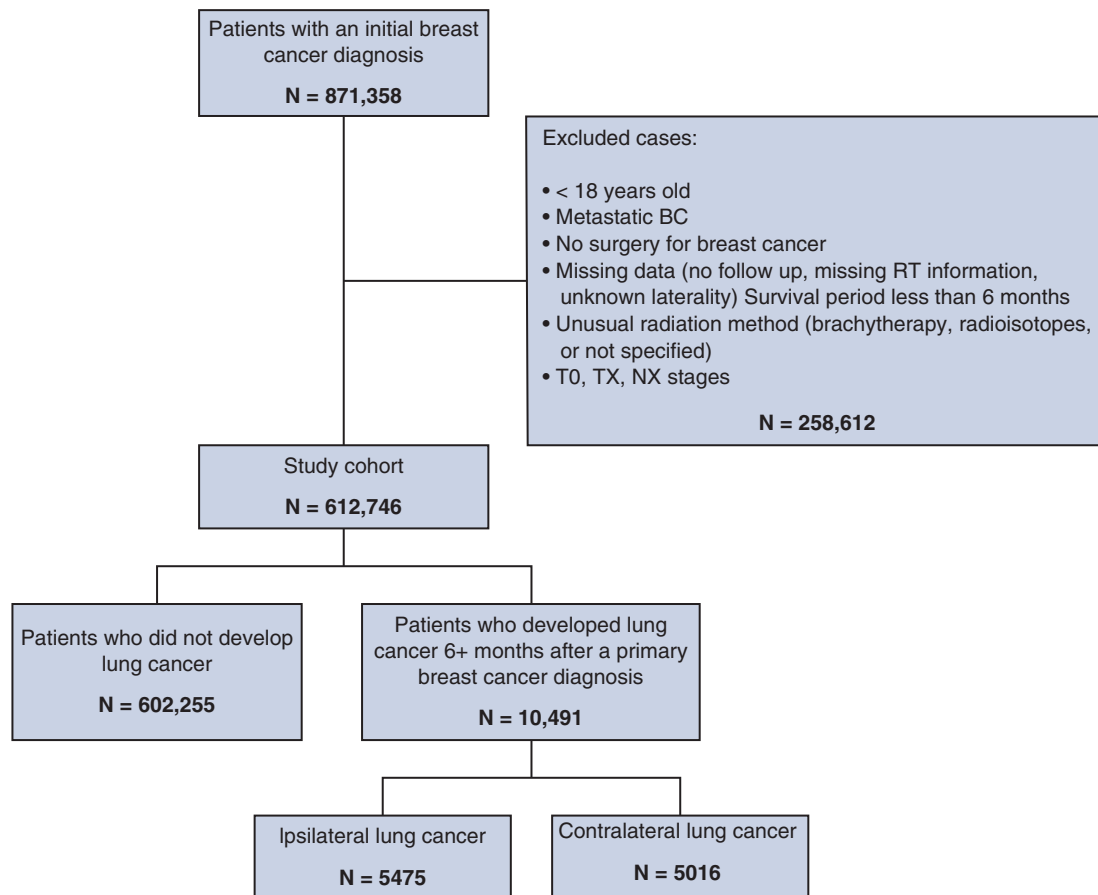 Patients with an initial breast
cancer diagnosis
N = 871,358
Excluded cases:
• < 18 years old
• Metastatic BC
• No surgery for breast cancer
• Missing data (no follow up, missing RT information,
unknown laterality) Survival period less than 6 months
• Unusual radiation method (brachytherapy, radioisotopes,
or not specified)
• T0, TX, NX stages
N = 258,612
Study cohort
N = 612,746
Patients who did not develop
lung cancer
N = 602,255
Patients who developed lung
cancer 6+ months after a primary
breast cancer diagnosis
N = 10,491
Ipsilateral lung cancer
N = 5475
Contralateral lung cancer
N = 5016